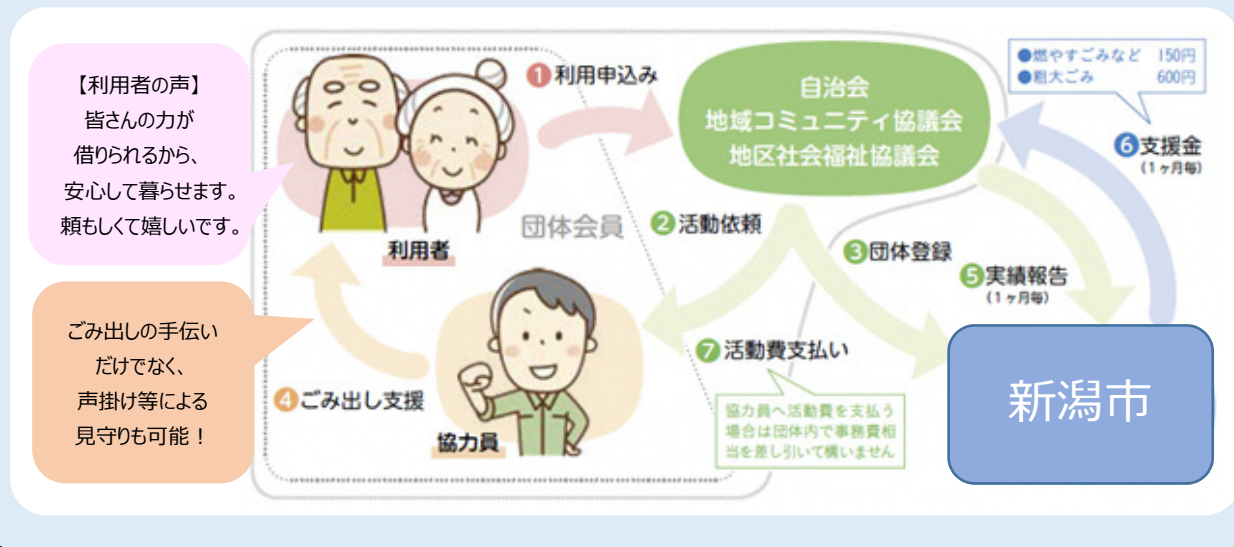 【利用者の声】
皆さんの力が
借りられるから、
安心して暮らせます。
頼もしくて嬉しいです。
ごみ出しの手伝い
だけでなく、
声掛け等による
見守りも可能！
❶利用申込み
自治会
地域コミュニティ協議会
地区社会福祉協議会
●燃やすごみなど 150円
●粗大ごみ 600円
❻支援金
(1ヶ月毎)
団体会員
❷活動依頼
❸団体登録
❺実績報告
(1ヶ月毎)
利用者
❼活動費支払い
協力員へ活動費を支払う
場合は団体内で事務費相
当を差し引いて構いません
❹ごみ出し支援
協力員
新潟市